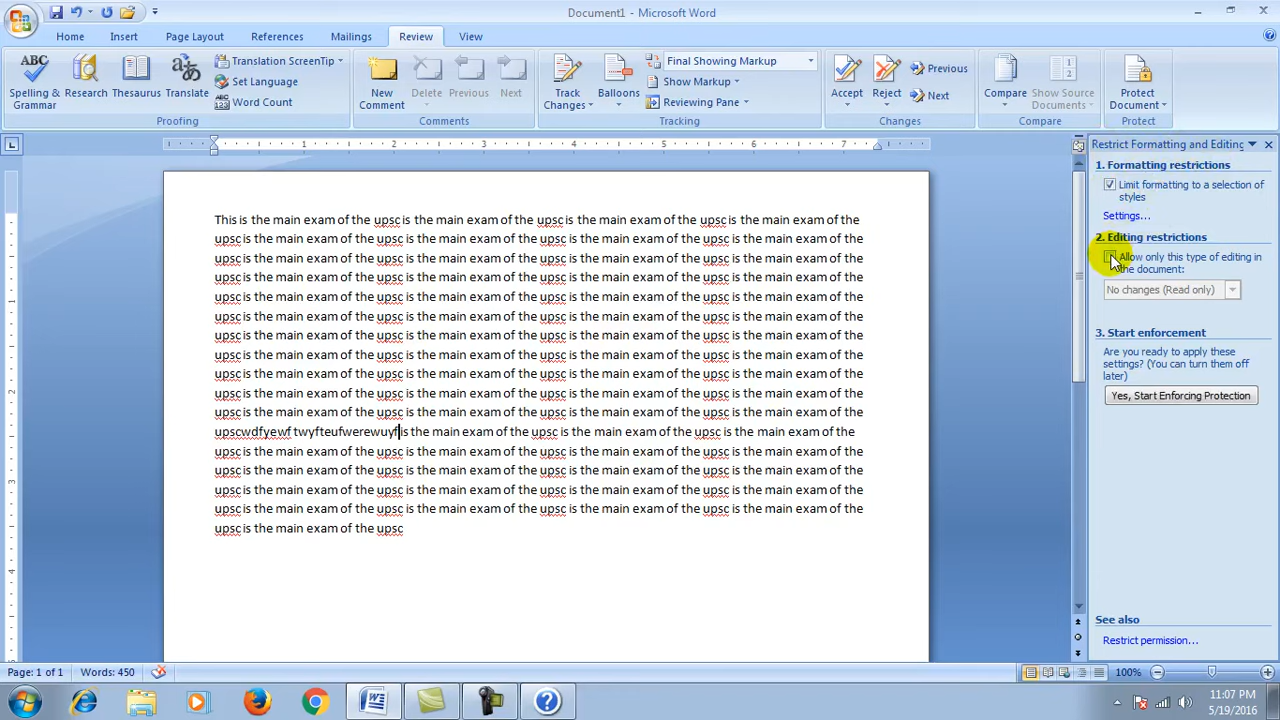 Document1 - Microsoft Word
Home Insert Page Layout References Mailings Review View
ABC
Spelling & Grammar
Research
Thesaurus
Translate
Translation ScreenTip
Set Language
Word Count
Proofing
New Comment
Delete
Previous
Next
Comments
Track Changes
Balloons
Final Showing Markup
Show Markup
Reviewing Pane
Tracking
Accept
Reject
Previous
Next
Changes
Compare
Show Source Documents
Compare
Protect Document
Protect
1 2 3 4 5 6 7
This is the main exam of the upsc is the main exam of the upsc is the main exam of the upsc is the main exam of the
upsc is the main exam of the upsc is the main exam of the upsc is the main exam of the upsc is the main exam of the
upsc is the main exam of the upsc is the main exam of the upsc is the main exam of the upsc is the main exam of the
upsc is the main exam of the upsc is the main exam of the upsc is the main exam of the upsc is the main exam of the
upsc is the main exam of the upsc is the main exam of the upsc is the main exam of the upsc is the main exam of the
upsc is the main exam of the upsc is the main exam of the upsc is the main exam of the upsc is the main exam of the
upsc is the main exam of the upsc is the main exam of the upsc is the main exam of the upsc is the main exam of the
upsc is the main exam of the upsc is the main exam of the upsc is the main exam of the upsc is the main exam of the
upsc is the main exam of the upsc is the main exam of the upsc is the main exam of the upsc is the main exam of the
upsc is the main exam of the upsc is the main exam of the upsc is the main exam of the upsc is the main exam of the
upsc is the main exam of the upsc is the main exam of the upsc is the main exam of the upsc is the main exam of the
upscwdfyewf twyfteufwerewuyfis the main exam of the upsc is the main exam of the upsc is the main exam of the
upsc is the main exam of the upsc is the main exam of the upsc is the main exam of the upsc is the main exam of the
upsc is the main exam of the upsc is the main exam of the upsc is the main exam of the upsc is the main exam of the
upsc is the main exam of the upsc is the main exam of the upsc is the main exam of the upsc is the main exam of the
upsc is the main exam of the upsc is the main exam of the upsc is the main exam of the upsc is the main exam of the
upsc is the main exam of the upsc
1
2
3
4
Restrict Formatting and Editing
1. Formatting restrictions
Limit formatting to a selection of
styles
Settings...
2. Editing restrictions
Allow only this type of editing in
the document:
No changes (Read only)
3. Start enforcement
Are you ready to apply these
settings? (You can turn them off
later)
Yes, Start Enforcing Protection
See also
Restrict permission...
Page: 1 of 1 Words: 450
100%
11:07 PM
5/19/2016